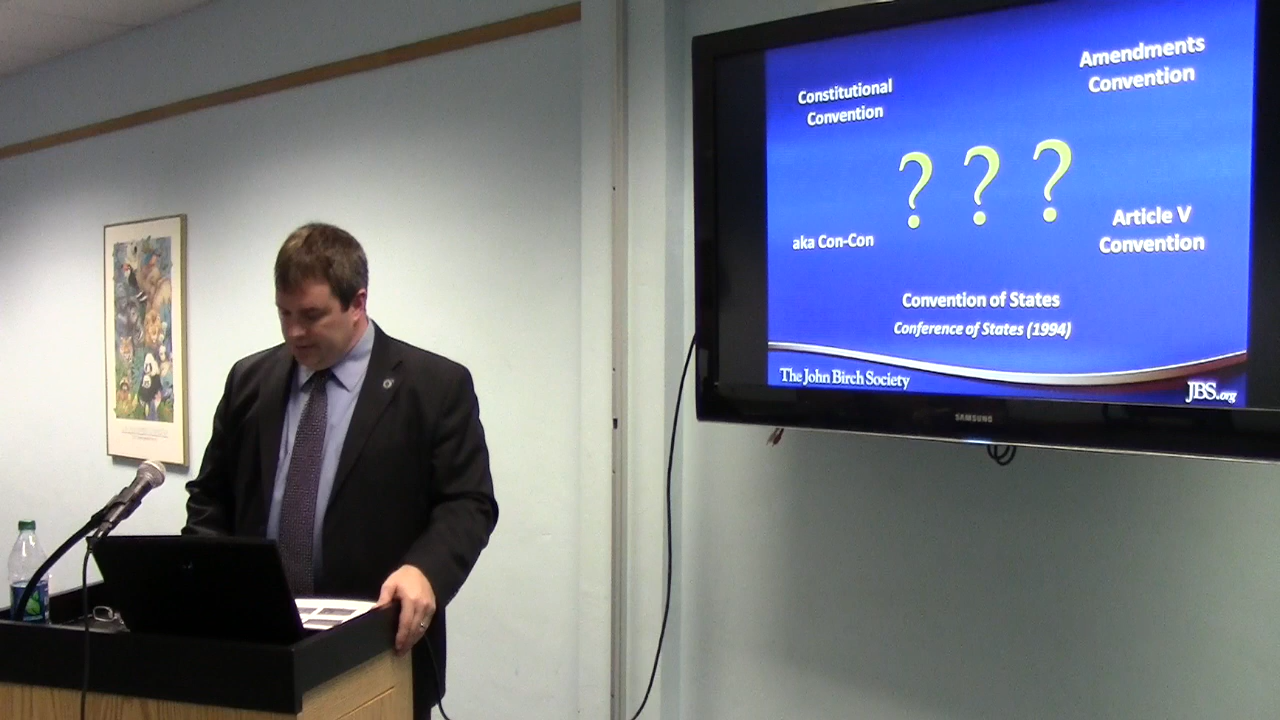 Amendments
Convention
Constitutional
Convention
? ? ?
Article V
Convention
aka Con-Con
Convention of States
Conference of States (1994)
The John Birch Society
JBS.org
SAMSUNG